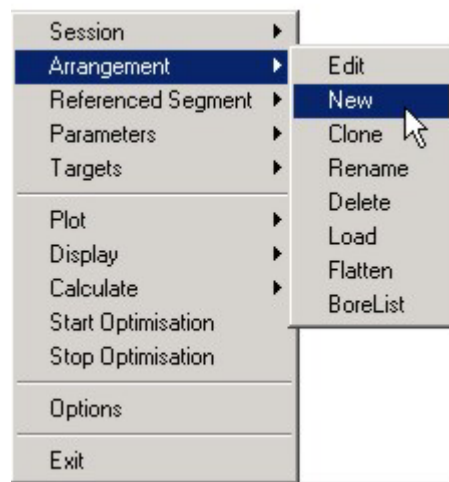 Session
Arrangement
Referenced Segment
Parameters
Targets
Plot
Display
Calculate
Start Optimisation
Stop Optimisation
Options
Exit
Edit
New
Clone
Rename
Delete
Load
Flatten
BoreList